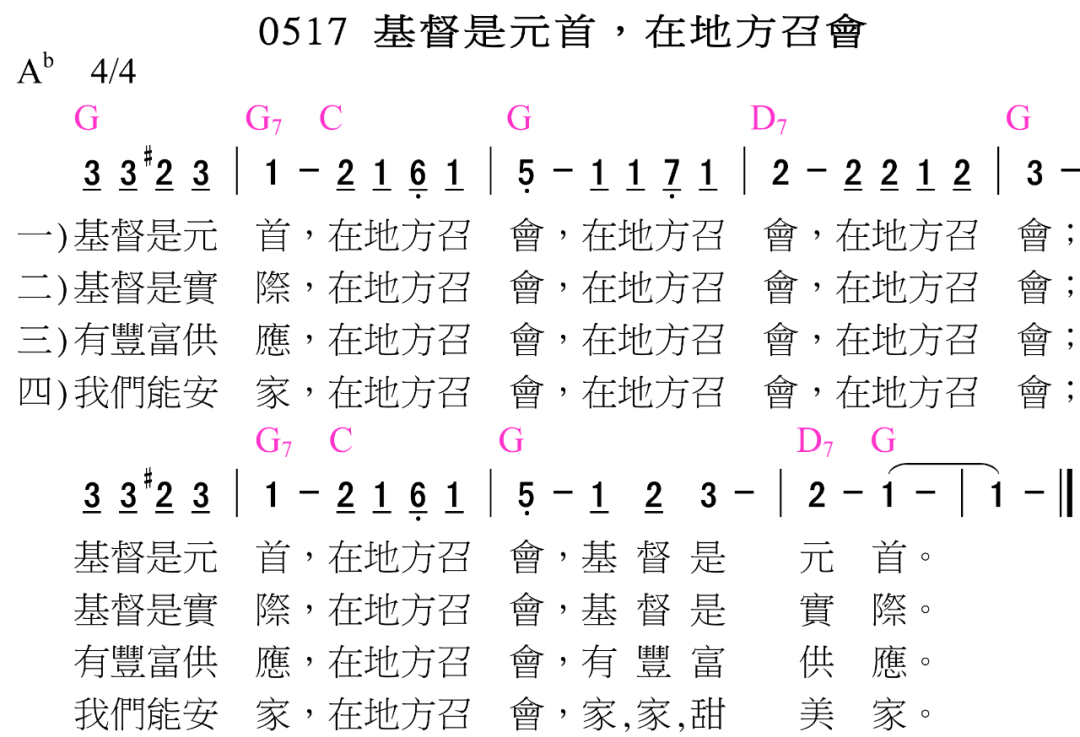 0517 基督是元首，在地方召會
A♭ 4/4
G G7 C G D7 G
3 3 #2 3 | 1 - 2 1 6 1 | 5 - 1 1 7 1 | 2 - 2 2 1 2 | 3 -
一)基督是元 首，在地方召 會，在地方召 會，在地方召 會；
二)基督是實 際，在地方召 會，在地方召 會，在地方召 會；
三)有豐富供 應，在地方召 會，在地方召 會，在地方召 會；
四)我們能安 家，在地方召 會，在地方召 會，在地方召 會；
G7 C G D7 G
3 3 #2 3 | 1 - 2 1 6 1 | 5 - 1 2 3 - | 2 - 1 - | 1 - ||
基督是元 首，在地方召 會，基 督 是 元 首。
基督是實 際，在地方召 會，基 督 是 實 際。
有豐富供 應，在地方召 會，有 豐 富 供 應。
我們能安 家，在地方召 會，家,家,甜 美 家。